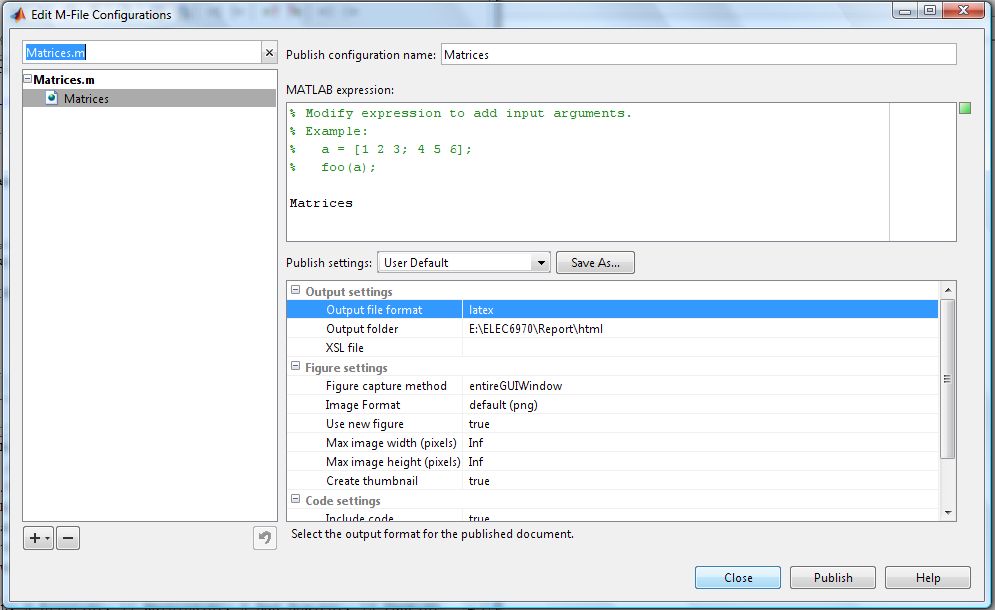 Edit M-File Configurations
Matrices.m
Publish configuration name: Matrices
Matrices.m
Matrices
MATLAB expression:
% Modify expression to add input arguments.
% Example:
%   a = [1 2 3; 4 5 6];
%   foo(a);
Matrices
Publish settings: User Default Save As...
Output settings
Output file format latex
Output folder E:\ELEC6970\Report\html
XSL file
Figure settings
Figure capture method entireGUIWindow
Image Format default (png)
Use new figure true
Max image width (pixels) Inf
Max image height (pixels) Inf
Create thumbnail true
Code settings
Include code true
Select the output format for the published document.
Close Publish Help